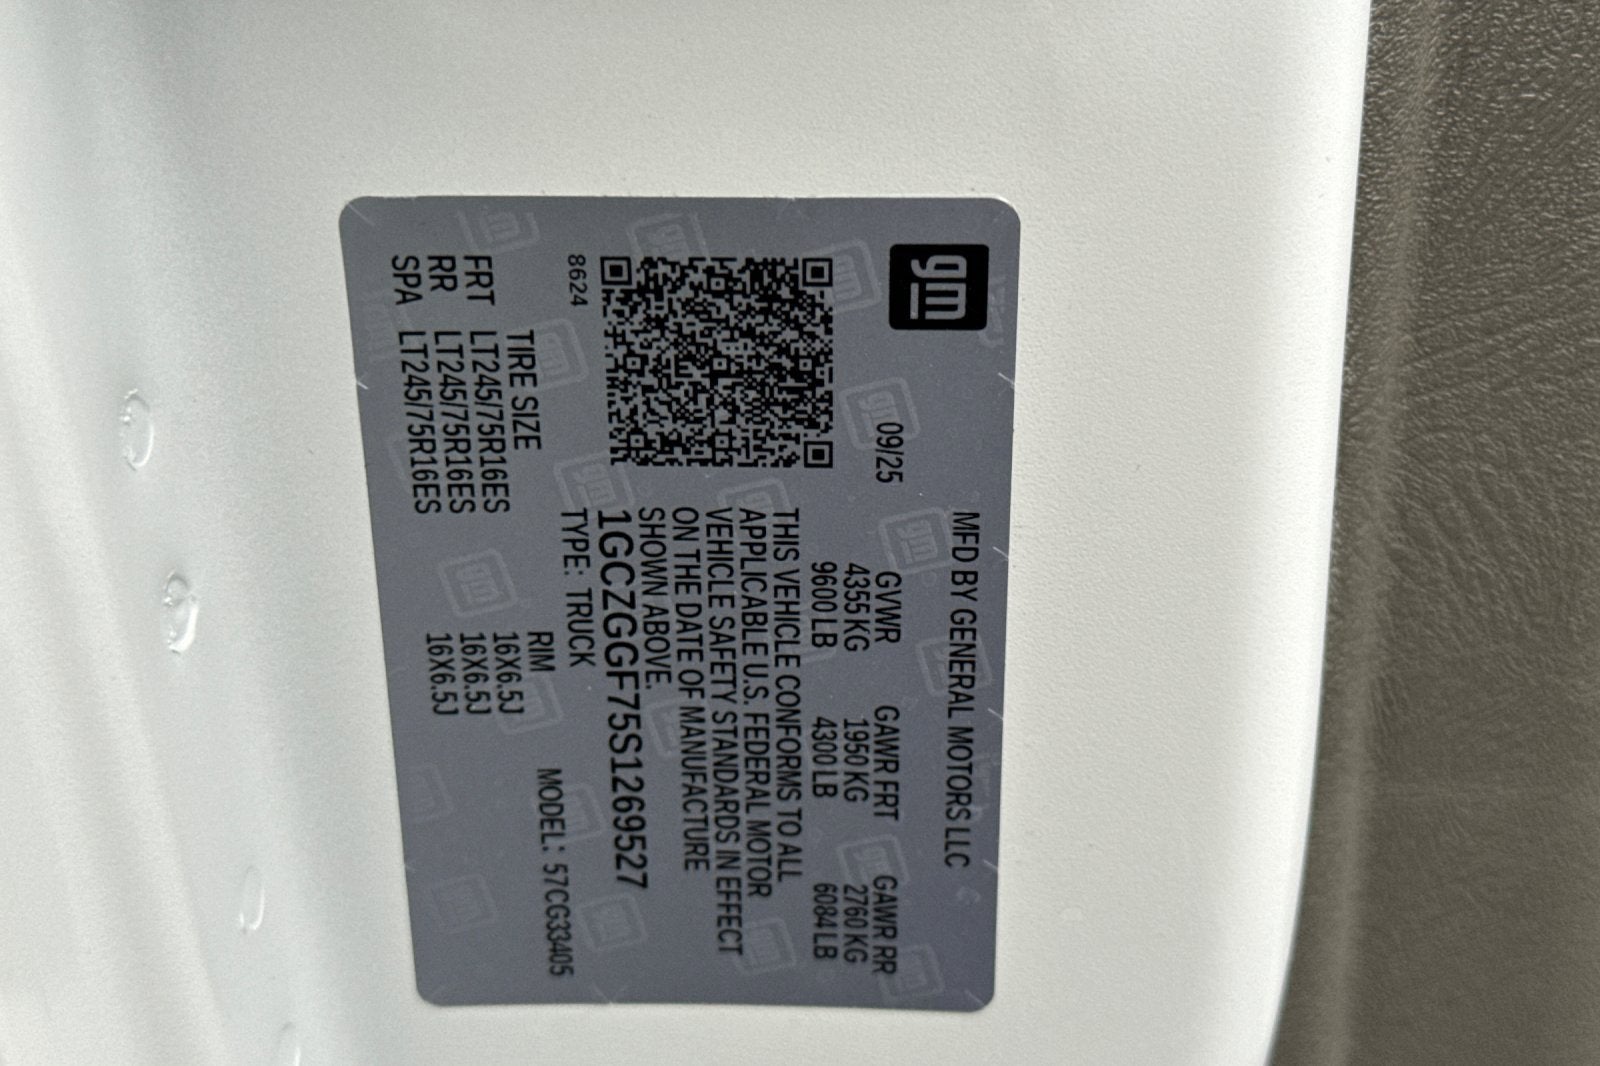 gm
MFD BY GENERAL MOTORS LLC
09/25
GVWR GAWR FRT GAWR RR
4355 KG 1950 KG 2760 KG
9600 LB 4300 LB 6084 LB
THIS VEHICLE CONFORMS TO ALL
APPLICABLE U.S. FEDERAL MOTOR
VEHICLE SAFETY STANDARDS IN EFFECT
ON THE DATE OF MANUFACTURE
SHOWN ABOVE.
1GCZGGF75S1269527
8624
TYPE: TRUCK
MODEL: 57CG33405
TIRE SIZE RIM
FRT LT245/75R16ES 16X6.5J
RR LT245/75R16ES 16X6.5J
SPA LT245/75R16ES 16X6.5J